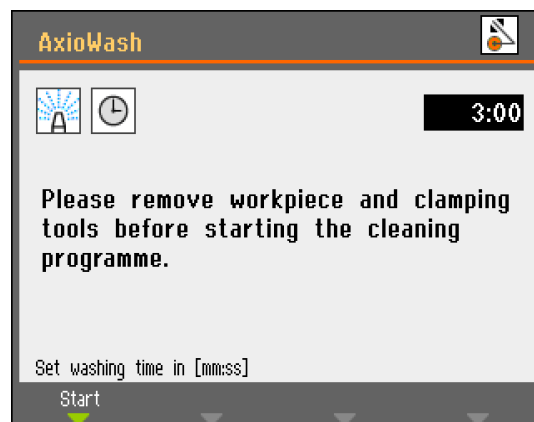 AxioWash
3:00
Please remove workpiece and clamping
tools before starting the cleaning
programme.
Set washing time in [mm:ss]
Start